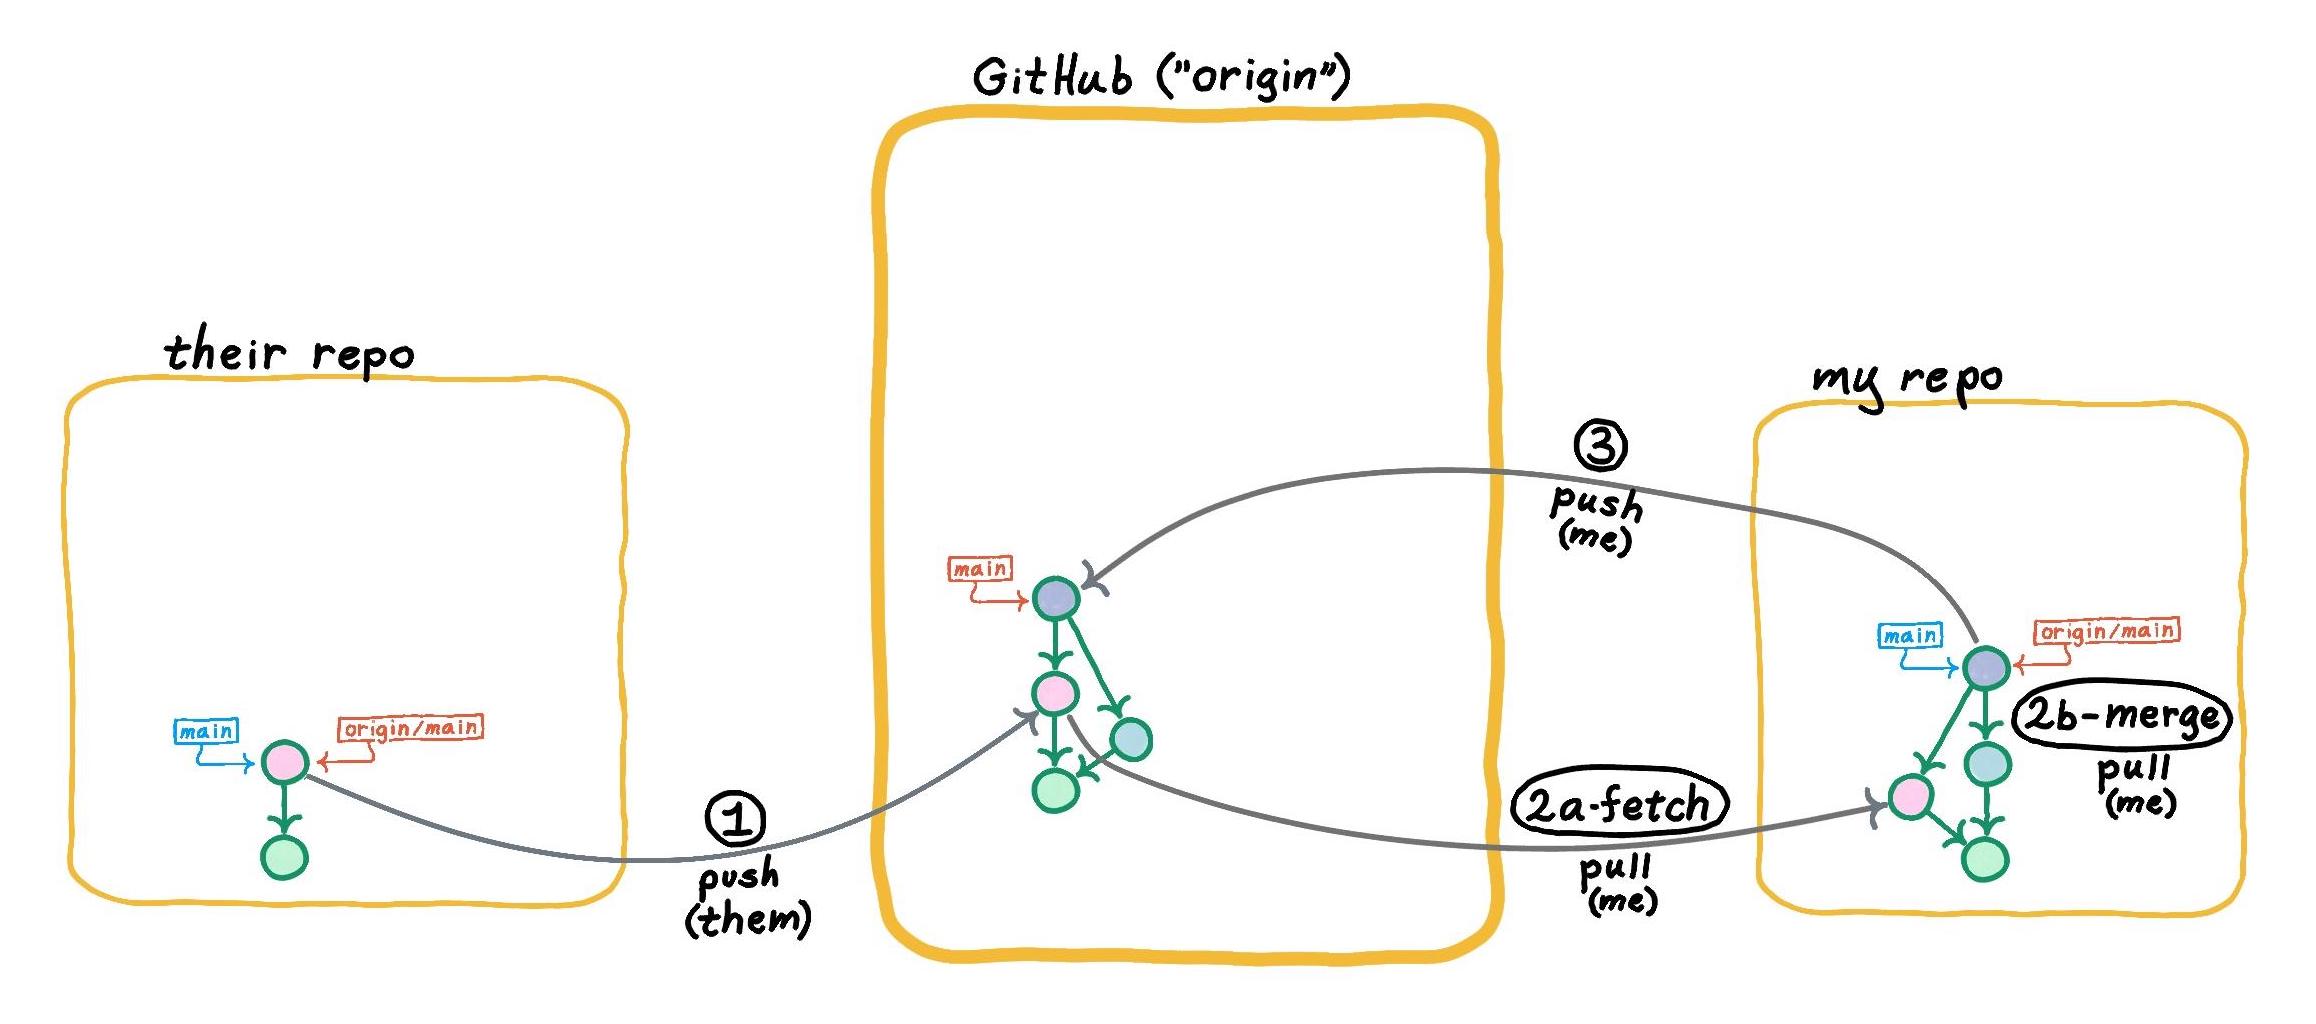 GitHub ("origin")
their repo
my repo
3
push
(me)
main
main
origin/main
main
origin/main
2b-merge
pull
(me)
2a-fetch
pull
(me)
1
push
(them)